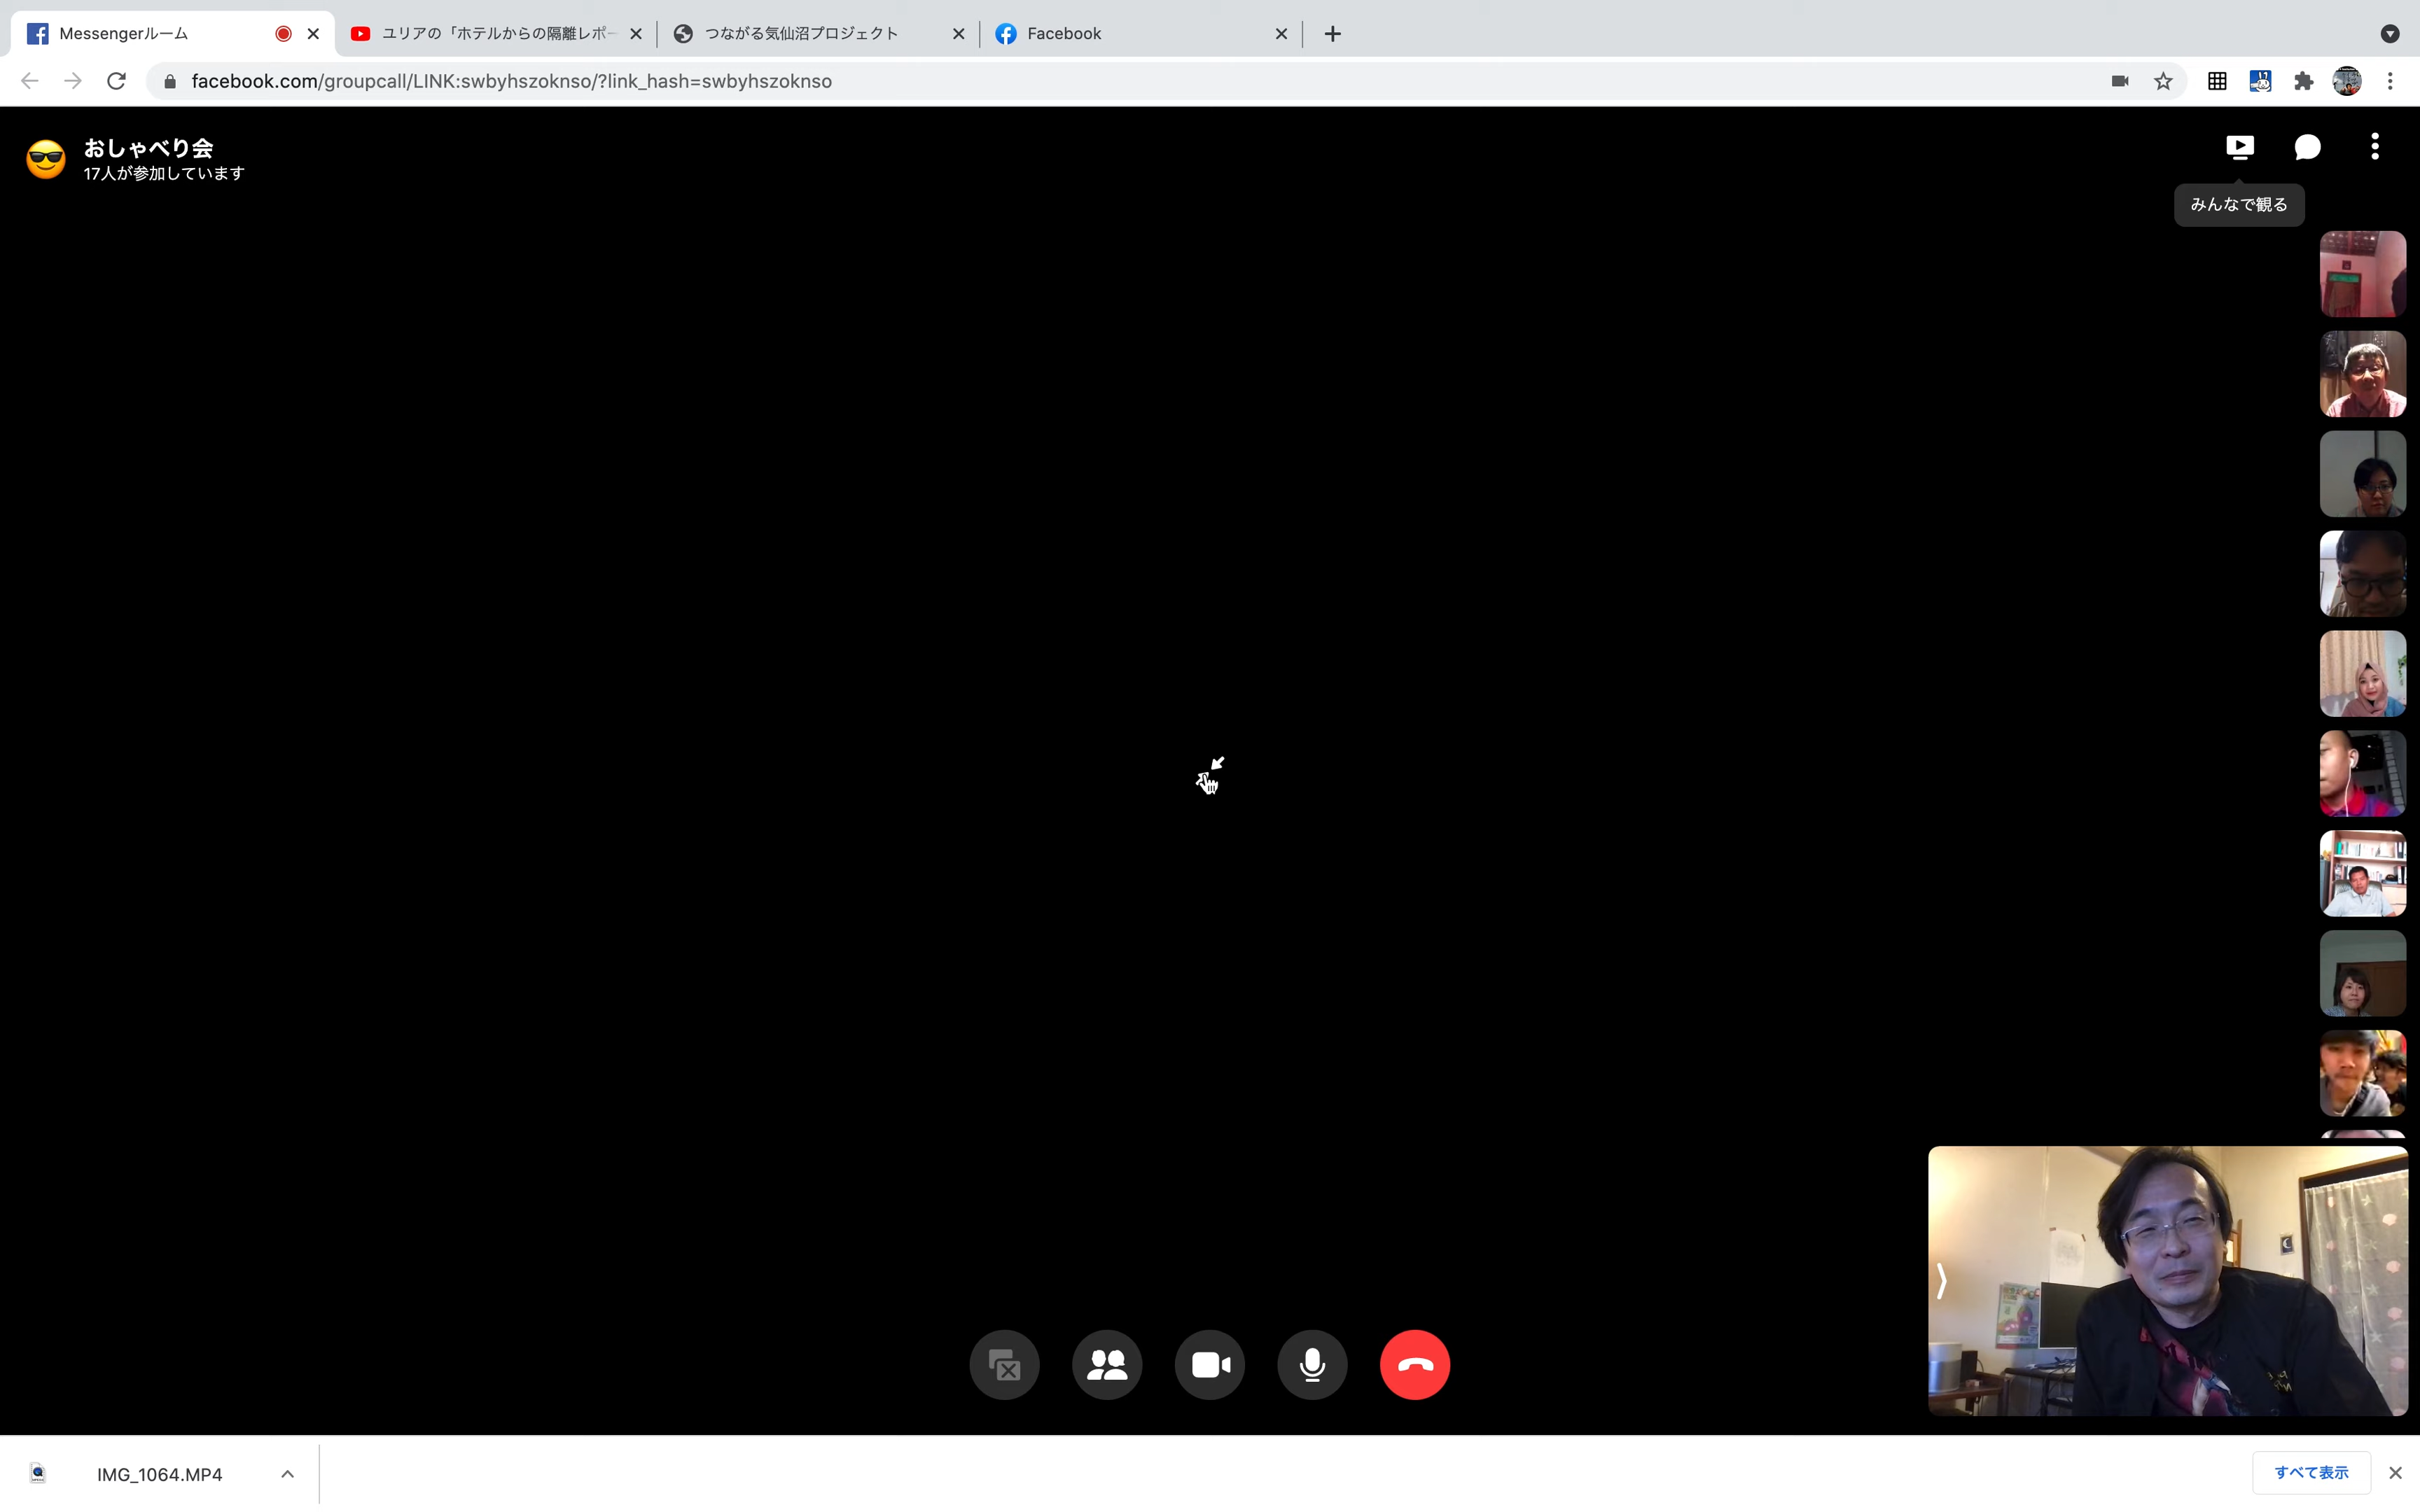 Messengerルーム
ユリアの「ホテルからの隔離レポー
つながる気仙沼プロジェクト
Facebook
facebook.com/groupcall/LINK:swbyhszoknso/?link_hash=swbyhszoknso
おしゃべり会
17人が参加しています
みんなで観る
IMG_1064.MP4
すべて表示